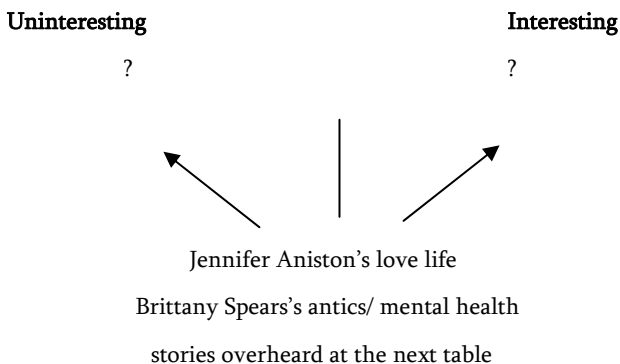 Uninteresting Interesting
? ?
Jennifer Aniston's love life
Brittany Spears's antics/ mental health
stories overheard at the next table